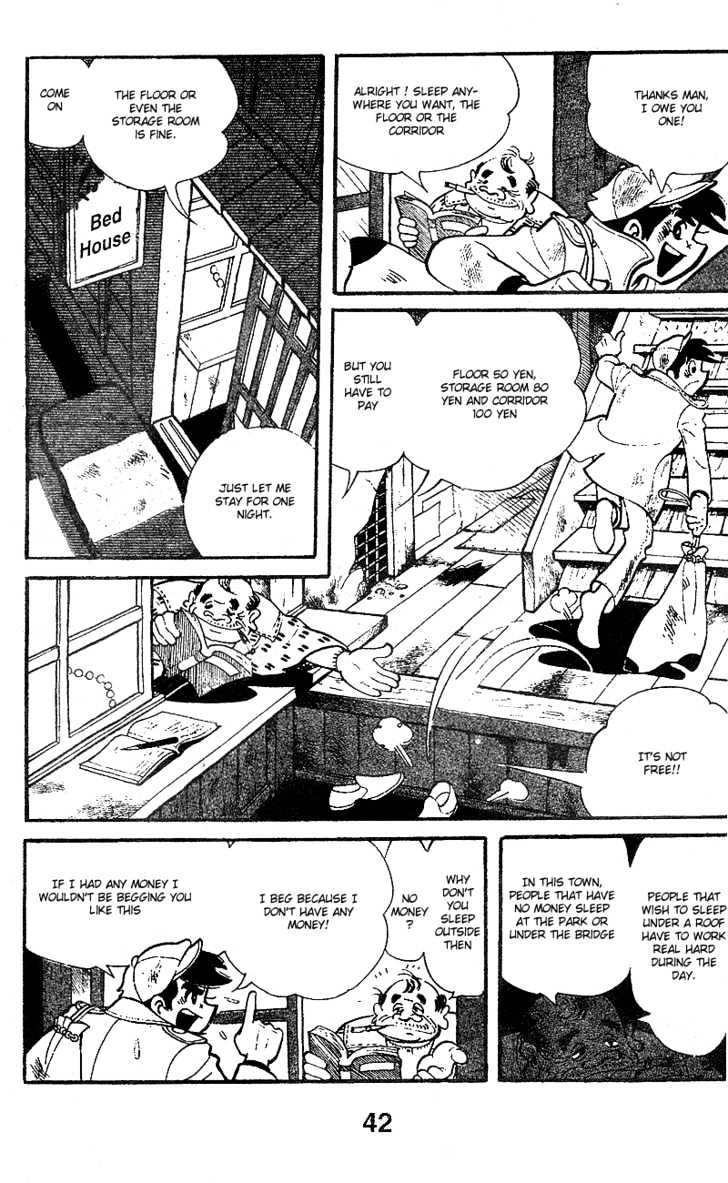 COME
ON
THE FLOOR OR
EVEN THE
STORAGE ROOM
IS FINE.
Bed
House
JUST LET ME
STAY FOR ONE
NIGHT.
ALRIGHT ! SLEEP ANY-
WHERE YOU WANT, THE
FLOOR OR THE
CORRIDOR
THANKS MAN,
I OWE YOU
ONE!
BUT YOU
STILL
HAVE TO
PAY
FLOOR 50 YEN,
STORAGE ROOM 80
YEN AND CORRIDOR
100 YEN
IT'S NOT
FREE!!
IF I HAD ANY MONEY I
WOULDN'T BE BEGGING YOU
LIKE THIS
I BEG BECAUSE I
DON'T HAVE ANY
MONEY!
NO
MONEY
?
WHY
DON'T
YOU
SLEEP
OUTSIDE
THEN
IN THIS TOWN,
PEOPLE THAT HAVE
NO MONEY SLEEP
AT THE PARK OR
UNDER THE BRIDGE
PEOPLE THAT
WISH TO SLEEP
UNDER A ROOF
HAVE TO WORK
REAL HARD
DURING THE
DAY.
42